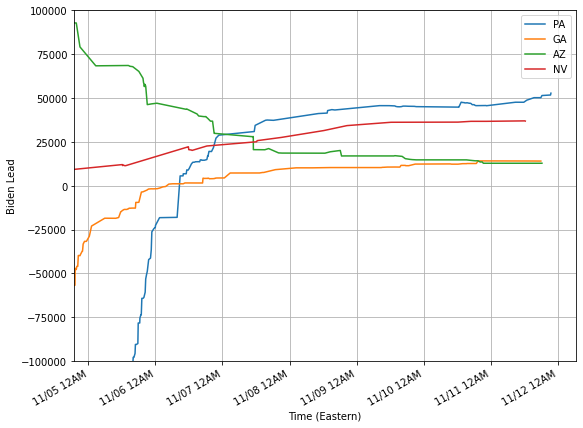 100000
75000
50000
25000
0
−25000
−50000
−75000
−100000
Biden Lead
PA
GA
AZ
NV
11/05 12AM
11/06 12AM
11/07 12AM
11/08 12AM
11/09 12AM
11/10 12AM
11/11 12AM
11/12 12AM
Time (Eastern)